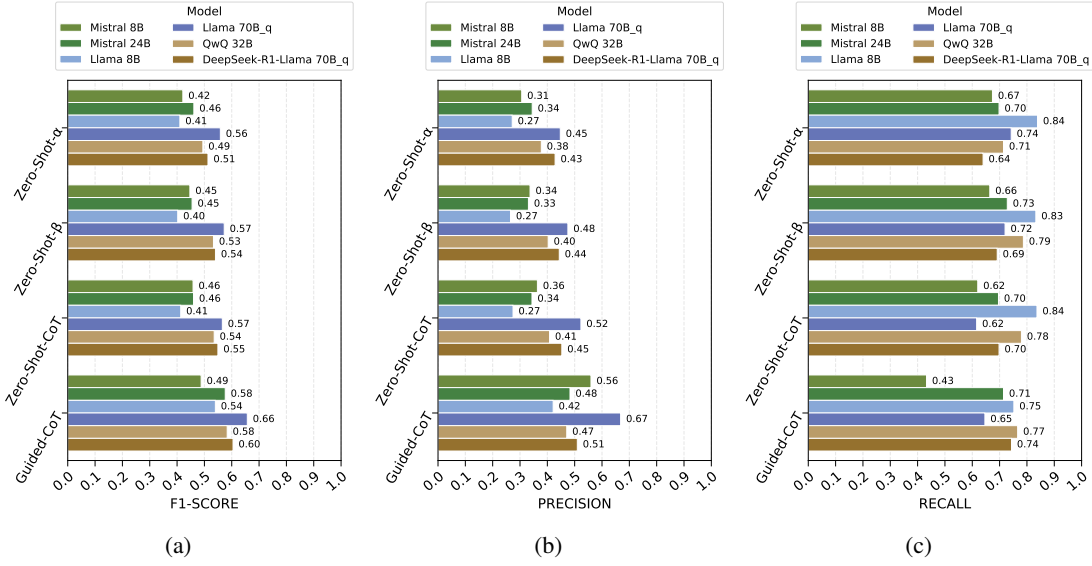 Model
Mistral 8B Llama 70B_q
Mistral 24B QwQ 32B
Llama 8B DeepSeek-R1-Llama 70B_q
Zero-Shot-α
0.42
0.46
0.41
0.56
0.49
0.51
Zero-Shot-β
0.45
0.45
0.40
0.57
0.53
0.54
Zero-Shot-CoT
0.46
0.46
0.41
0.57
0.54
0.55
Guided-CoT
0.49
0.58
0.54
0.66
0.58
0.60
0.0 0.1 0.2 0.3 0.4 0.5 0.6 0.7 0.8 0.9 1.0
F1-SCORE
(a)
Model
Mistral 8B Llama 70B_q
Mistral 24B QwQ 32B
Llama 8B DeepSeek-R1-Llama 70B_q
Zero-Shot-α
0.31
0.34
0.27
0.45
0.38
0.43
Zero-Shot-β
0.34
0.33
0.27
0.48
0.40
0.44
Zero-Shot-CoT
0.36
0.34
0.27
0.52
0.41
0.45
Guided-CoT
0.56
0.48
0.42
0.67
0.47
0.51
0.0 0.1 0.2 0.3 0.4 0.5 0.6 0.7 0.8 0.9 1.0
PRECISION
(b)
Model
Mistral 8B Llama 70B_q
Mistral 24B QwQ 32B
Llama 8B DeepSeek-R1-Llama 70B_q
Zero-Shot-α
0.67
0.70
0.84
0.74
0.71
0.64
Zero-Shot-β
0.66
0.73
0.83
0.72
0.79
0.69
Zero-Shot-CoT
0.62
0.70
0.84
0.62
0.78
0.70
Guided-CoT
0.43
0.71
0.75
0.65
0.77
0.74
0.0 0.1 0.2 0.3 0.4 0.5 0.6 0.7 0.8 0.9 1.0
RECALL
(c)